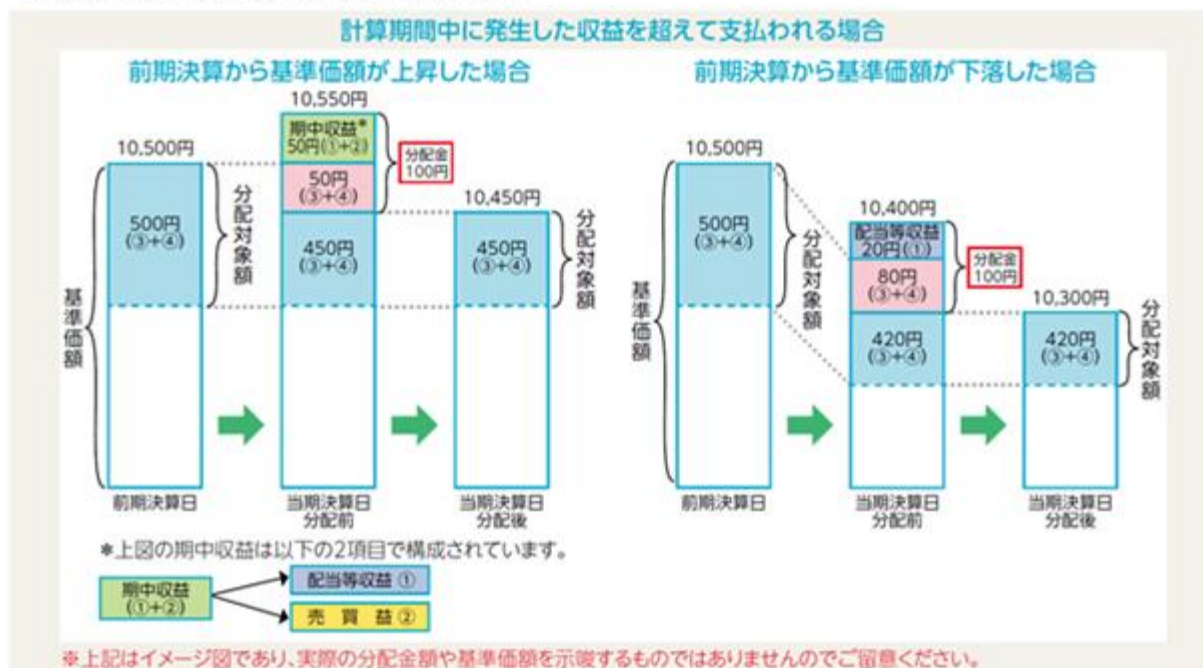 計算期間中に発生した収益を超えて支払われる場合
前期決算から基準価額が上昇した場合
10,550円
期中収益*
50円(①+②)
10,500円
分配金
100円
50円
(③+④)
10,450円
500円
(③+④)
分配対象額
450円
(③+④)
450円
(③+④)
分配対象額
基準価額
前期決算日
当期決算日
分配前
当期決算日
分配後
*上図の期中収益は以下の2項目で構成されています。
期中収益
(①+②)
配当等収益 ①
売 買 益 ②
前期決算から基準価額が下落した場合
10,500円
500円
(③+④)
分配対象額
10,400円
配当等収益
20円(①)
分配金
100円
80円
(③+④)
10,300円
420円
(③+④)
420円
(③+④)
分配対象額
基準価額
前期決算日
当期決算日
分配前
当期決算日
分配後
※上記はイメージ図であり、実際の分配金額や基準価額を示唆するものではありませんのでご留意ください。